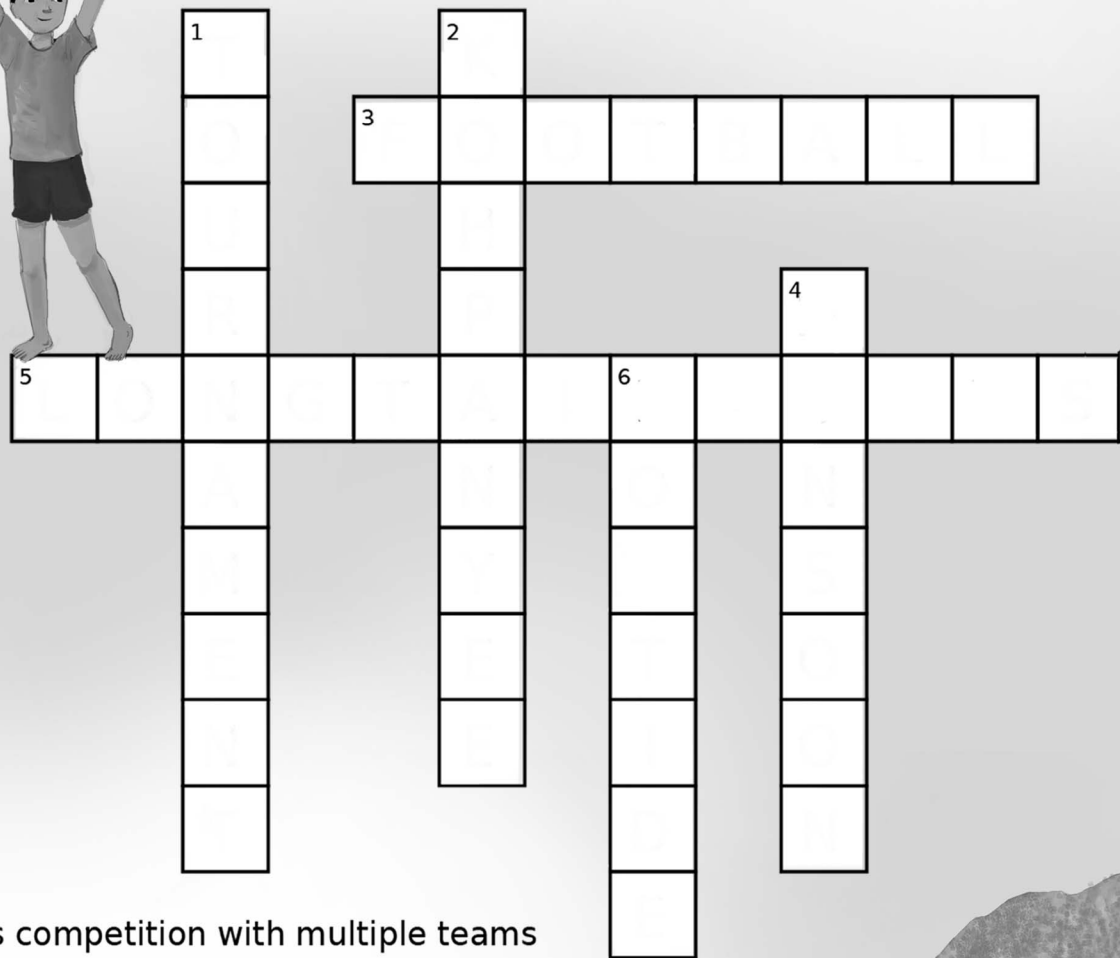 1
2
3 F O O T B A L L
O
U H
R P
4
5 L O N G T A I 6 S
A N O N
M Y S
E E T O
N E I O
D N
E
s competition with multiple teams